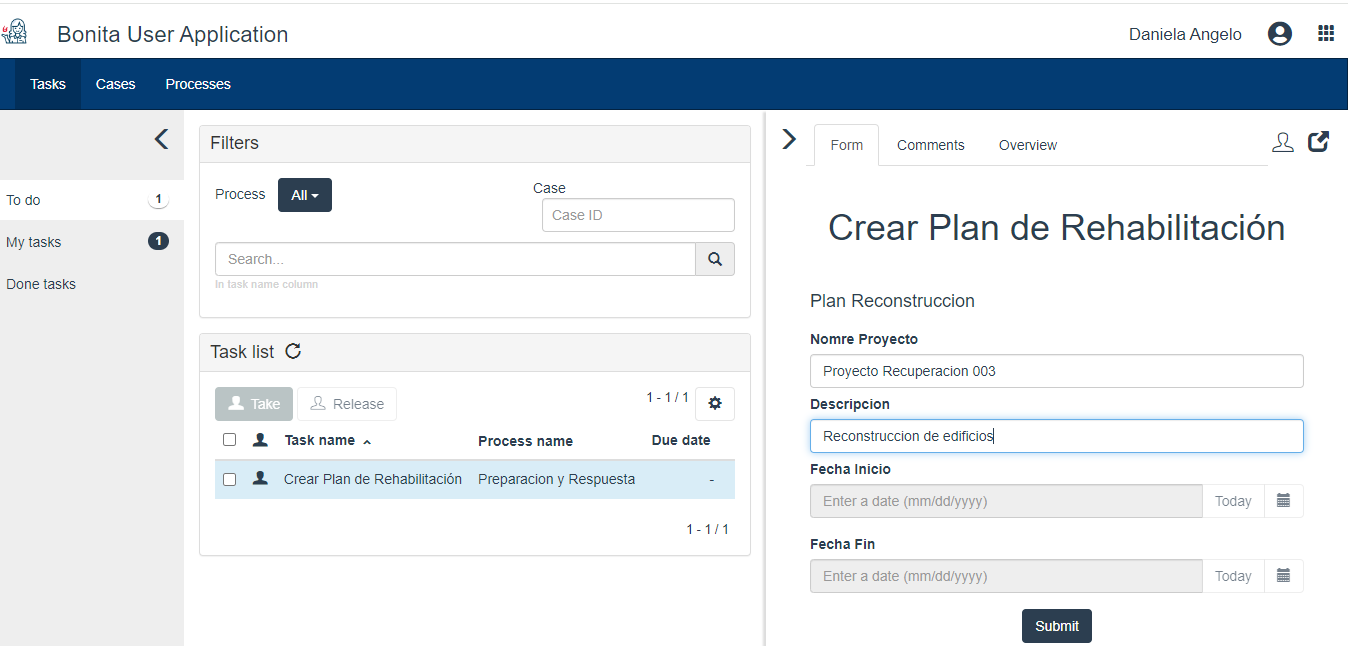 Bonita User Application
Daniela Angelo
Tasks Cases Processes
To do 1
My tasks 1
Done tasks
Filters
Process All
Case
Case ID
Search...
In task name column
Task list
Take Release 1 - 1 / 1
Task name Process name Due date
Crear Plan de Rehabilitación Preparacion y Respuesta -
1 - 1 / 1
Form Comments Overview
Crear Plan de Rehabilitación
Plan Reconstruccion
Nomre Proyecto
Proyecto Recuperacion 003
Descripcion
Reconstruccion de edificios
Fecha Inicio
Enter a date (mm/dd/yyyy) Today
Fecha Fin
Enter a date (mm/dd/yyyy) Today
Submit